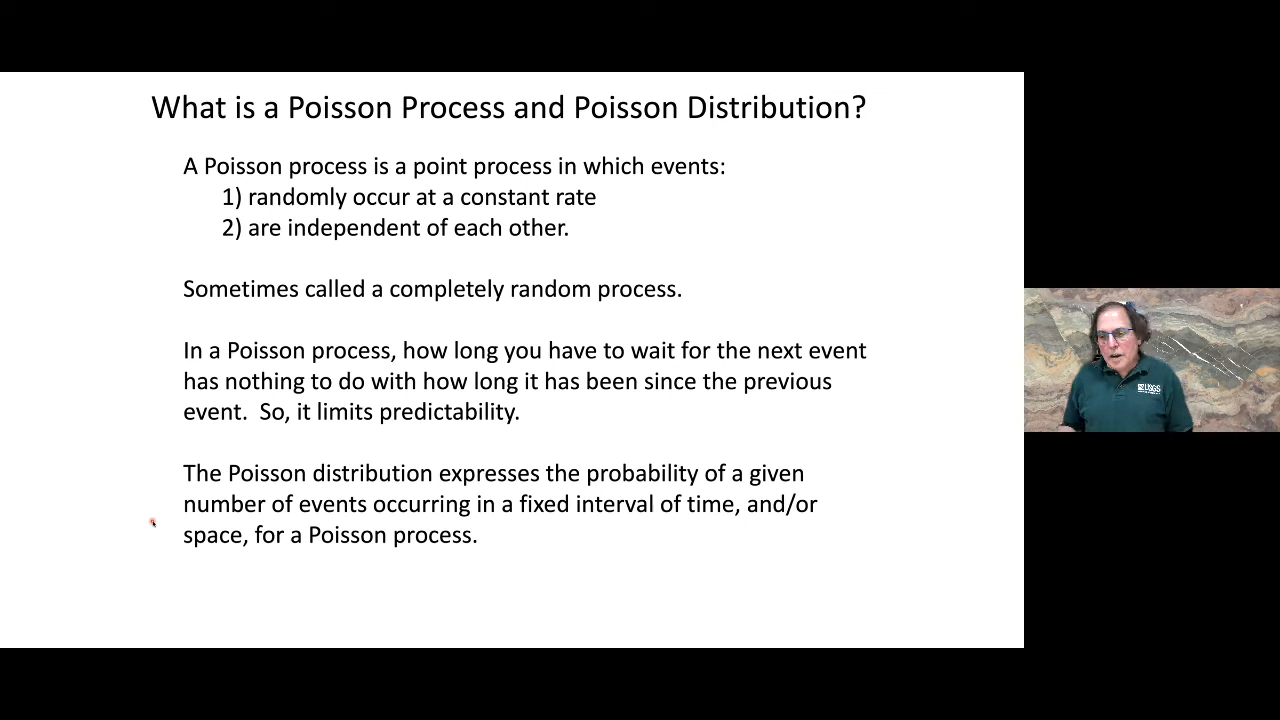 What is a Poisson Process and Poisson Distribution?
A Poisson process is a point process in which events:
1) randomly occur at a constant rate
2) are independent of each other.
Sometimes called a completely random process.
In a Poisson process, how long you have to wait for the next event
has nothing to do with how long it has been since the previous
event.  So, it limits predictability.
The Poisson distribution expresses the probability of a given
number of events occurring in a fixed interval of time, and/or
space, for a Poisson process.
USGS